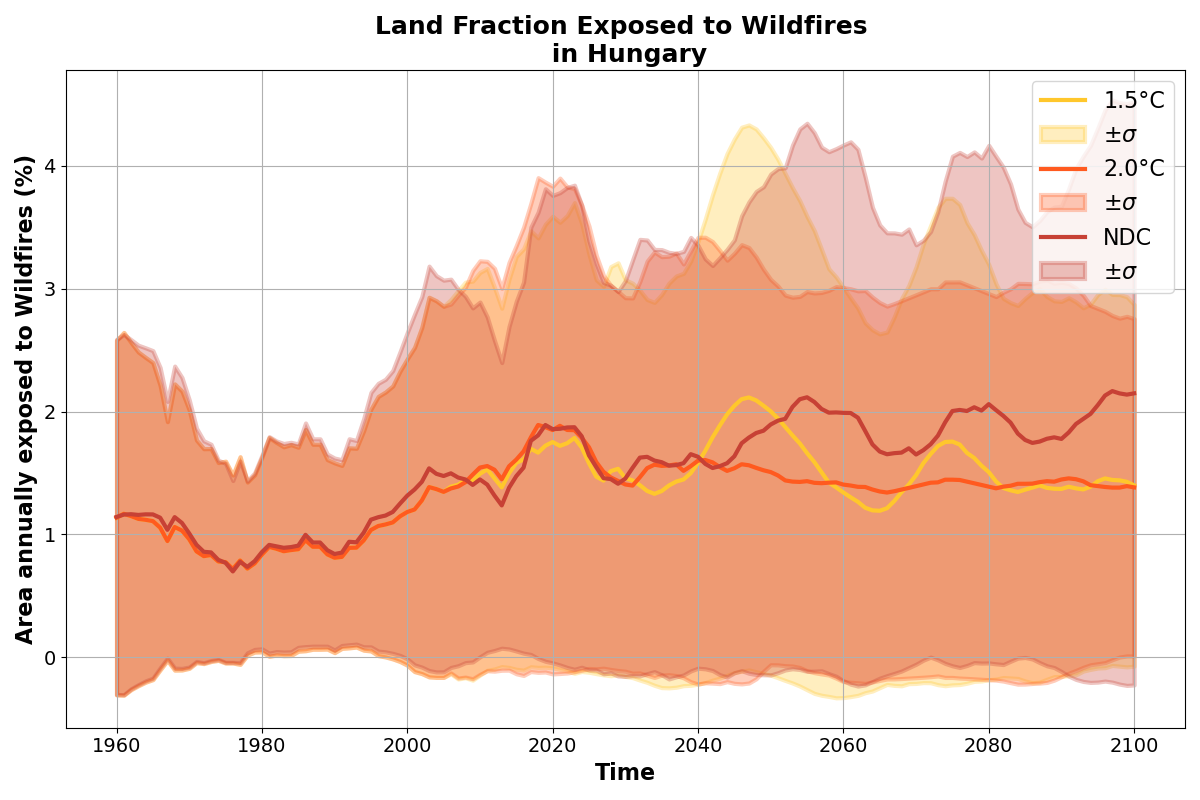 Land Fraction Exposed to Wildfires
in Hungary
Area annually exposed to Wildfires (%)
4
3
2
1
0
1960 1980 2000 2020 2040 2060 2080 2100
Time
1.5°C
±σ
2.0°C
±σ
NDC
±σ